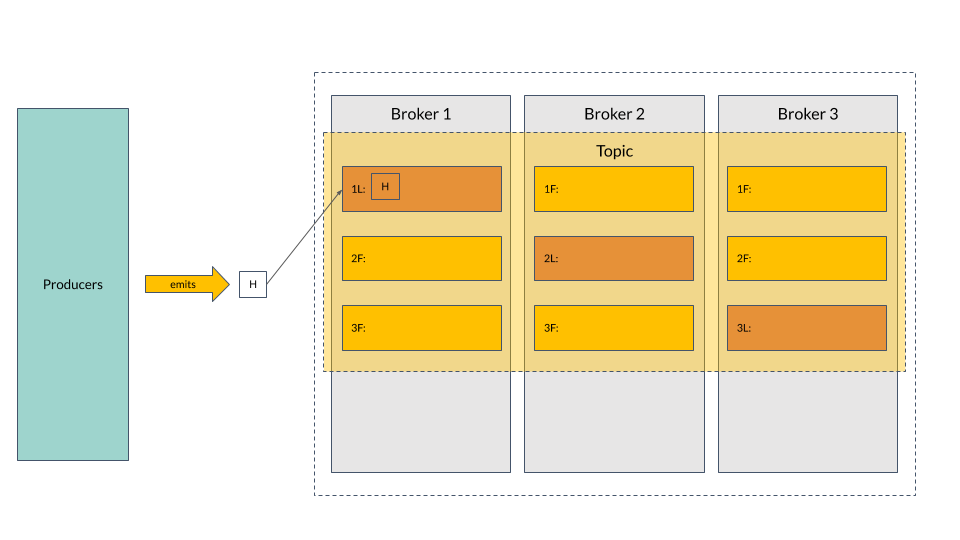 Broker 1
Broker 2
Broker 3
Topic
1L:
H
1F:
1F:
2F:
2L:
2F:
Producers
emits
H
3F:
3F:
3L: